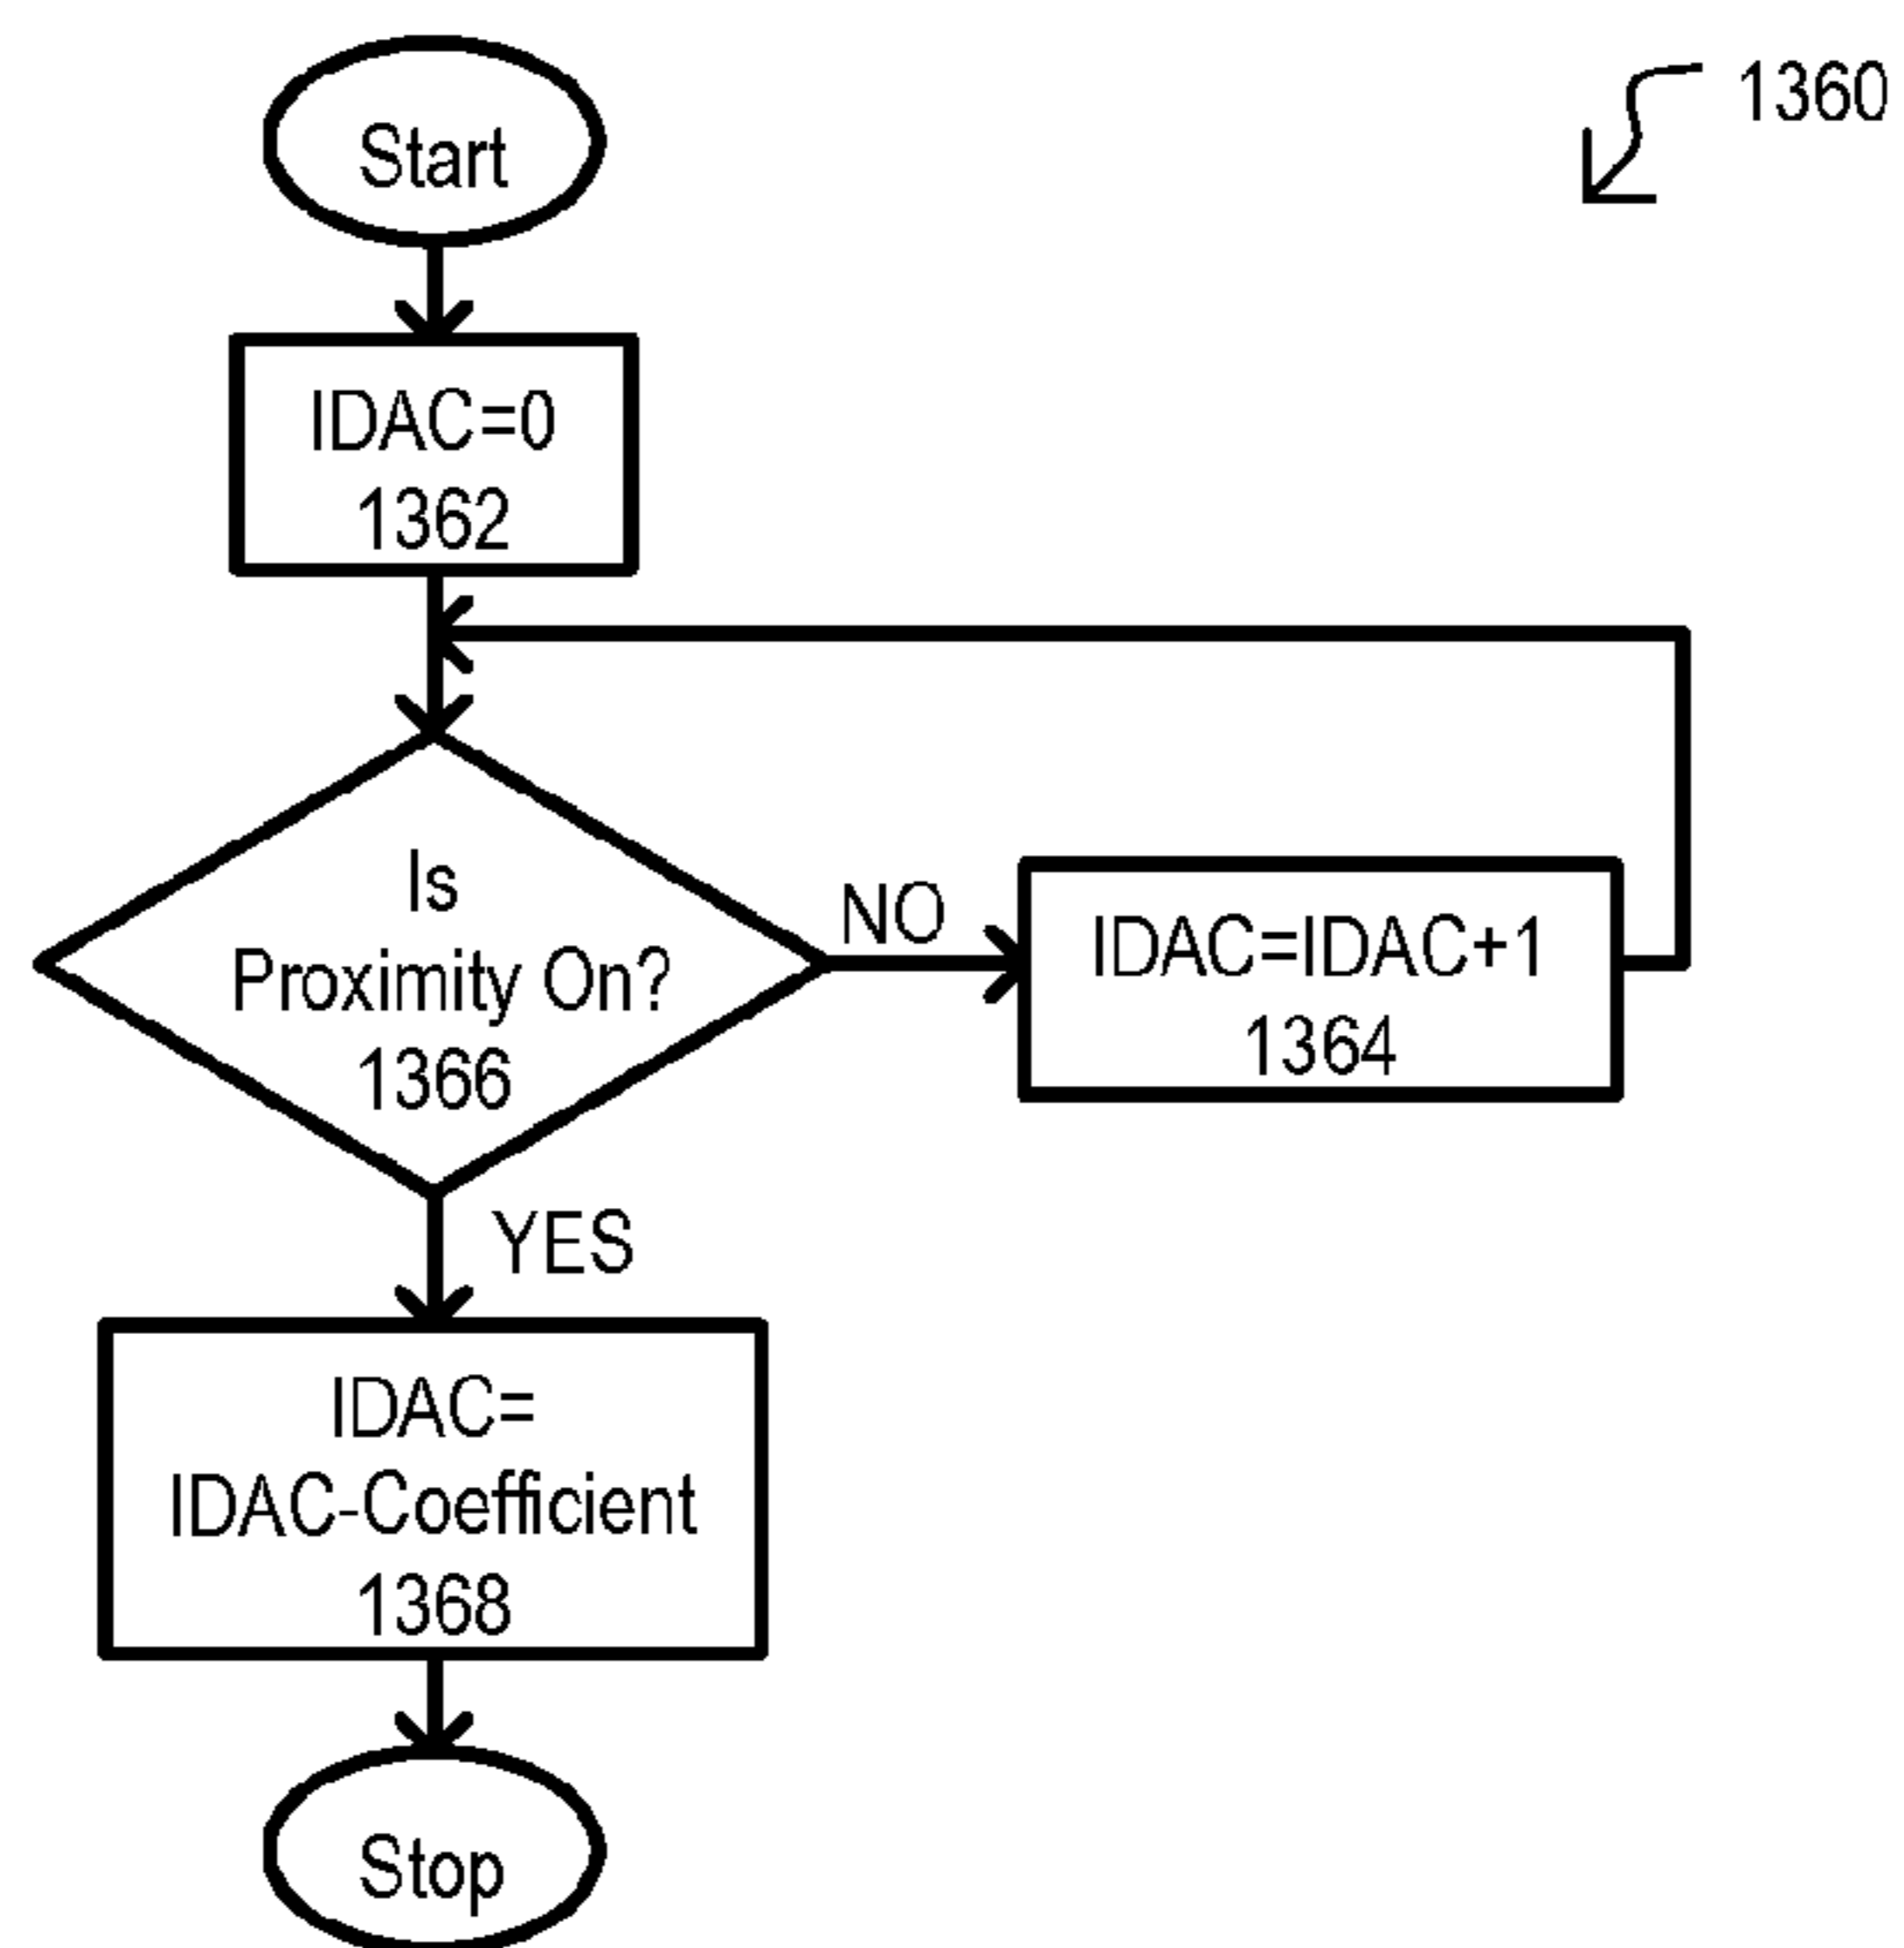 Start
1360
IDAC=0
1362
Is
Proximity On?
1366
NO
IDAC=IDAC+1
1364
YES
IDAC=
IDAC-Coefficient
1368
Stop